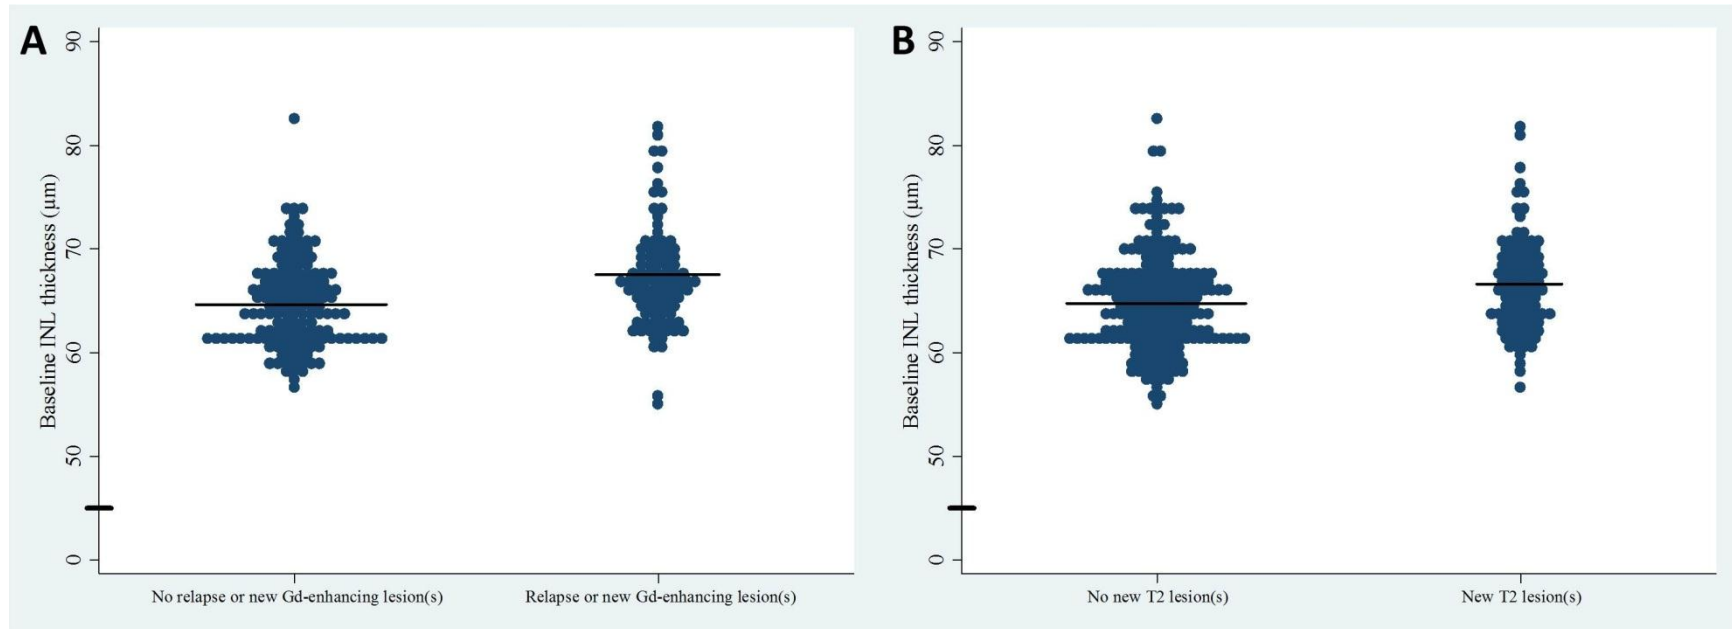 A
Baseline INL thickness (µm)
90
80
70
60
50
0
No relapse or new Gd-enhancing lesion(s)
Relapse or new Gd-enhancing lesion(s)
B
Baseline INL thickness (µm)
90
80
70
60
50
0
No new T2 lesion(s)
New T2 lesion(s)